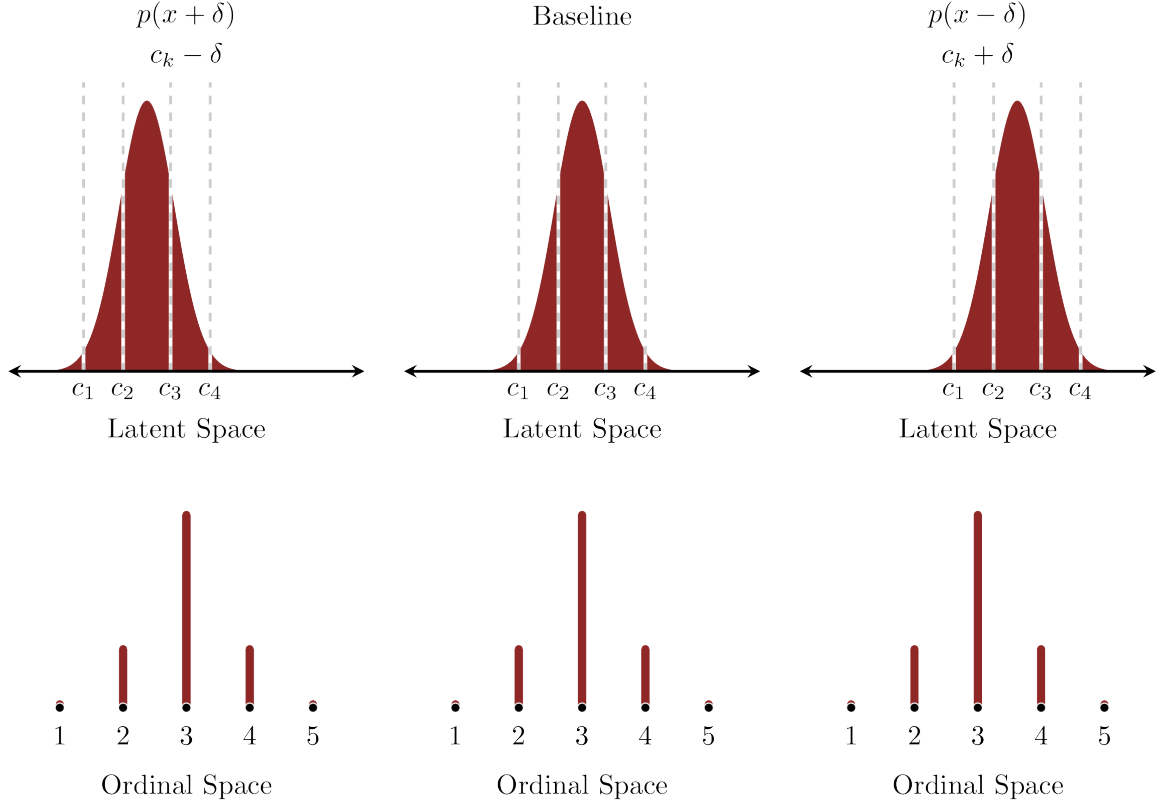 p(x + δ) Baseline p(x − δ)
c_k − δ c_k + δ
c_1 c_2 c_3 c_4 c_1 c_2 c_3 c_4 c_1 c_2 c_3 c_4
Latent Space Latent Space Latent Space
1 2 3 4 5 1 2 3 4 5 1 2 3 4 5
Ordinal Space Ordinal Space Ordinal Space